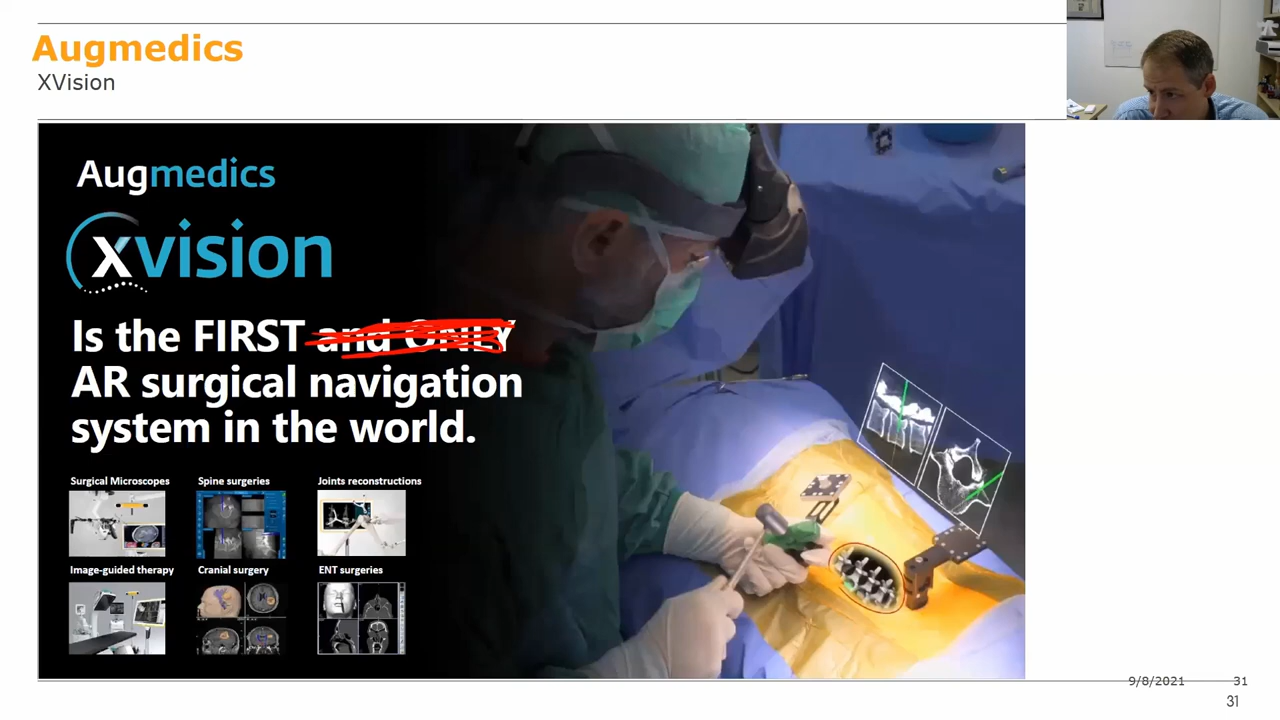 Augmedics
XVision
Augmedics
xvision
Is the FIRST and ONLY
AR surgical navigation
system in the world.
Surgical Microscopes
Spine surgeries
Joints reconstructions
Image-guided therapy
Cranial surgery
ENT surgeries
9/8/2021
31
31